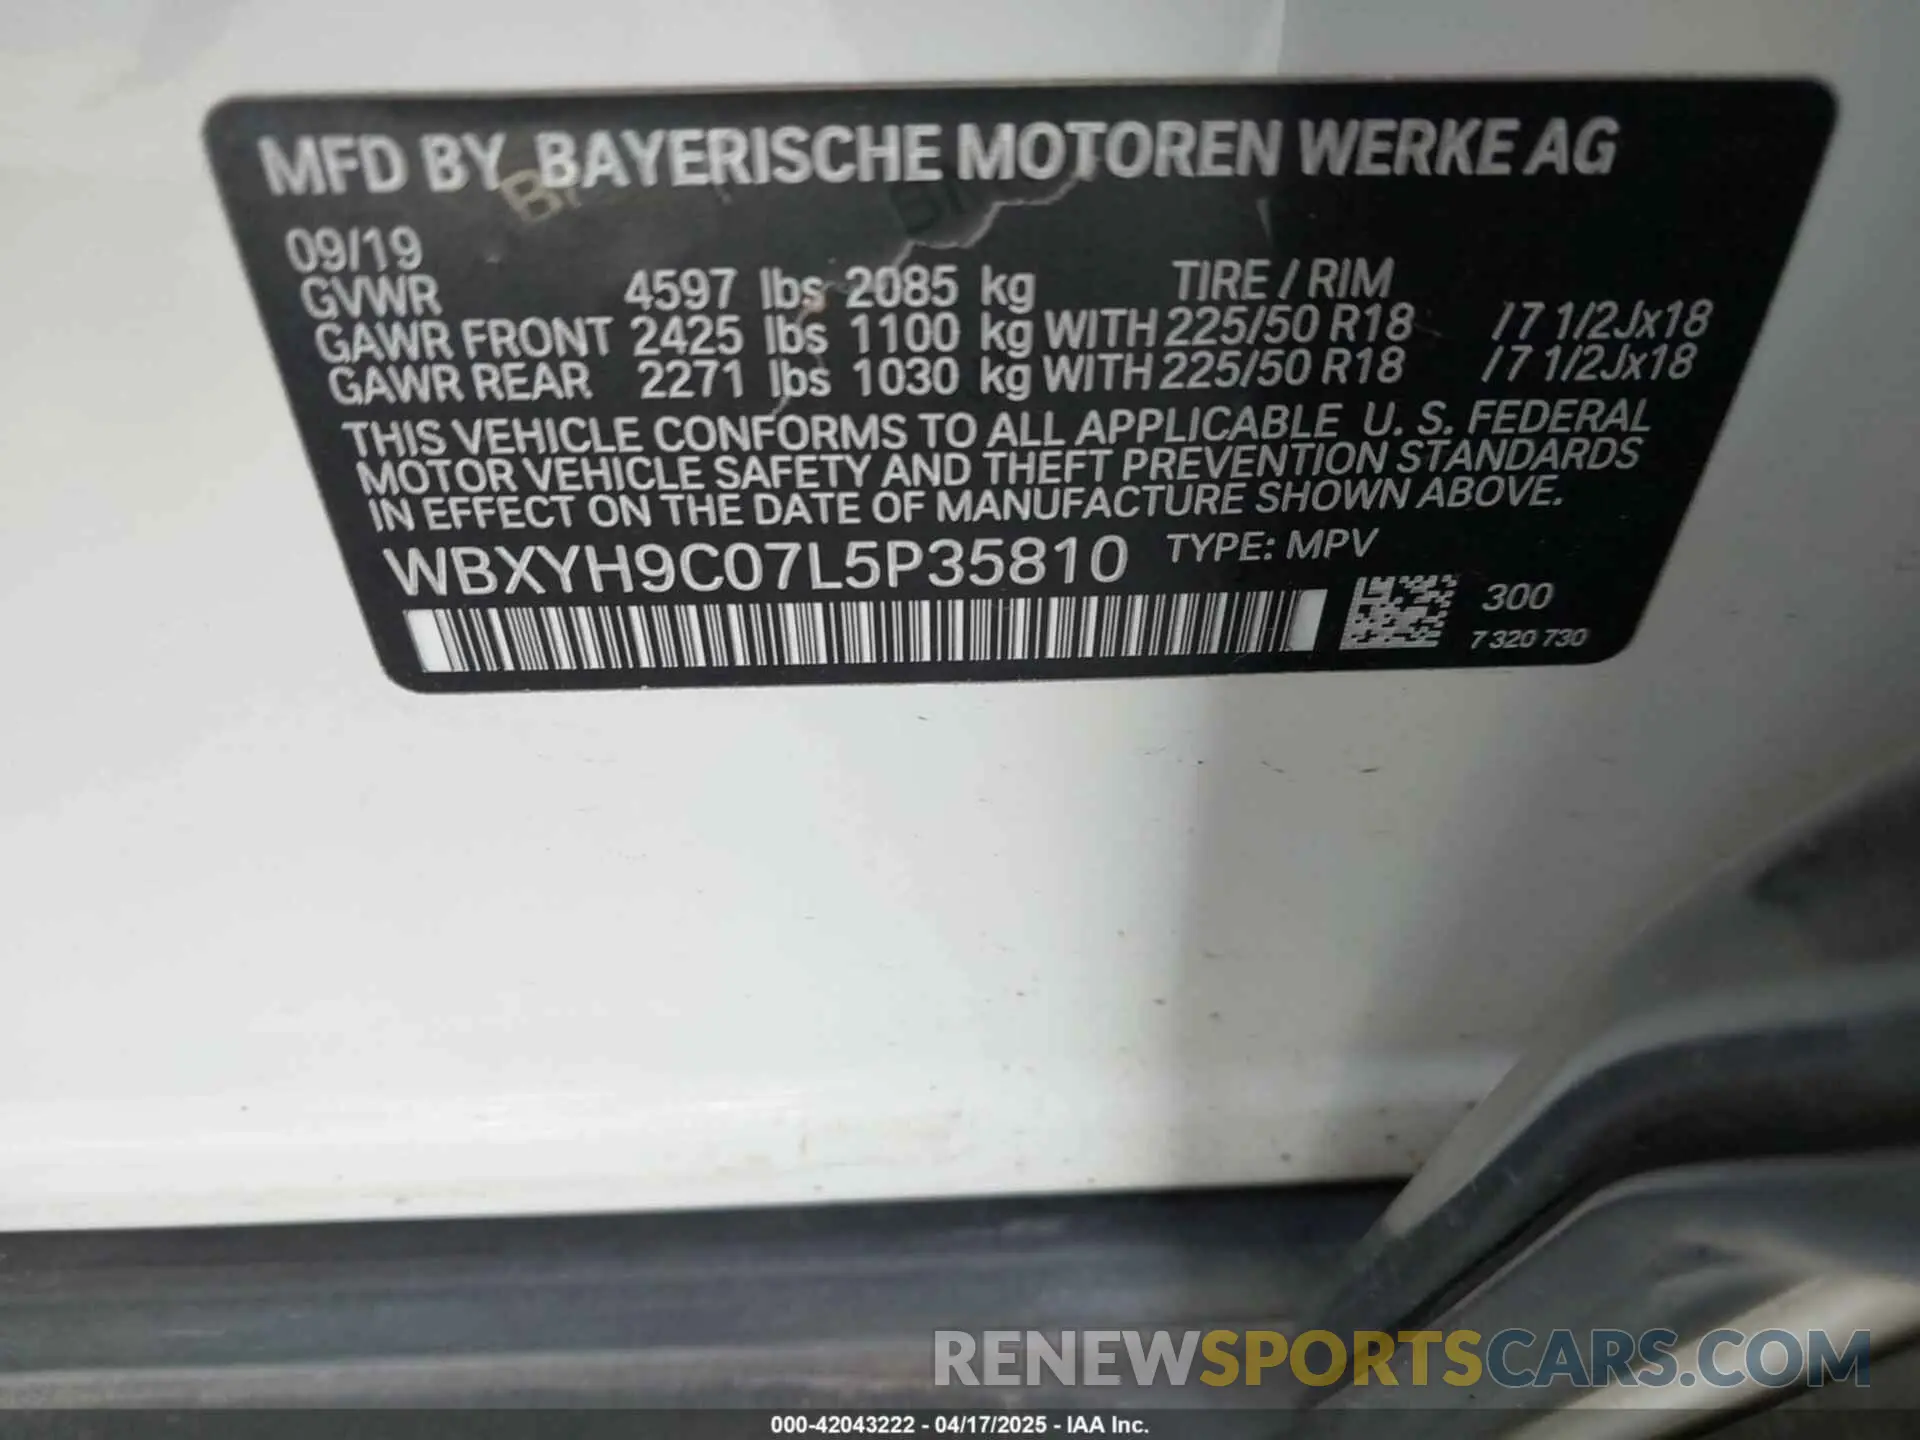 MFD BY BAYERISCHE MOTOREN WERKE AG
09/19
GVWR 4597 lbs 2085 kg TIRE / RIM
GAWR FRONT 2425 lbs 1100 kg WITH 225/50 R18 /7 1/2Jx18
GAWR REAR 2271 lbs 1030 kg WITH 225/50 R18 /7 1/2Jx18
THIS VEHICLE CONFORMS TO ALL APPLICABLE U. S. FEDERAL
MOTOR VEHICLE SAFETY AND THEFT PREVENTION STANDARDS
IN EFFECT ON THE DATE OF MANUFACTURE SHOWN ABOVE.
WBXYH9C07L5P35810 TYPE: MPV
300
7 320 730
RENEWSPORTSCARS.COM
000-42043222 - 04/17/2025 - IAA Inc.